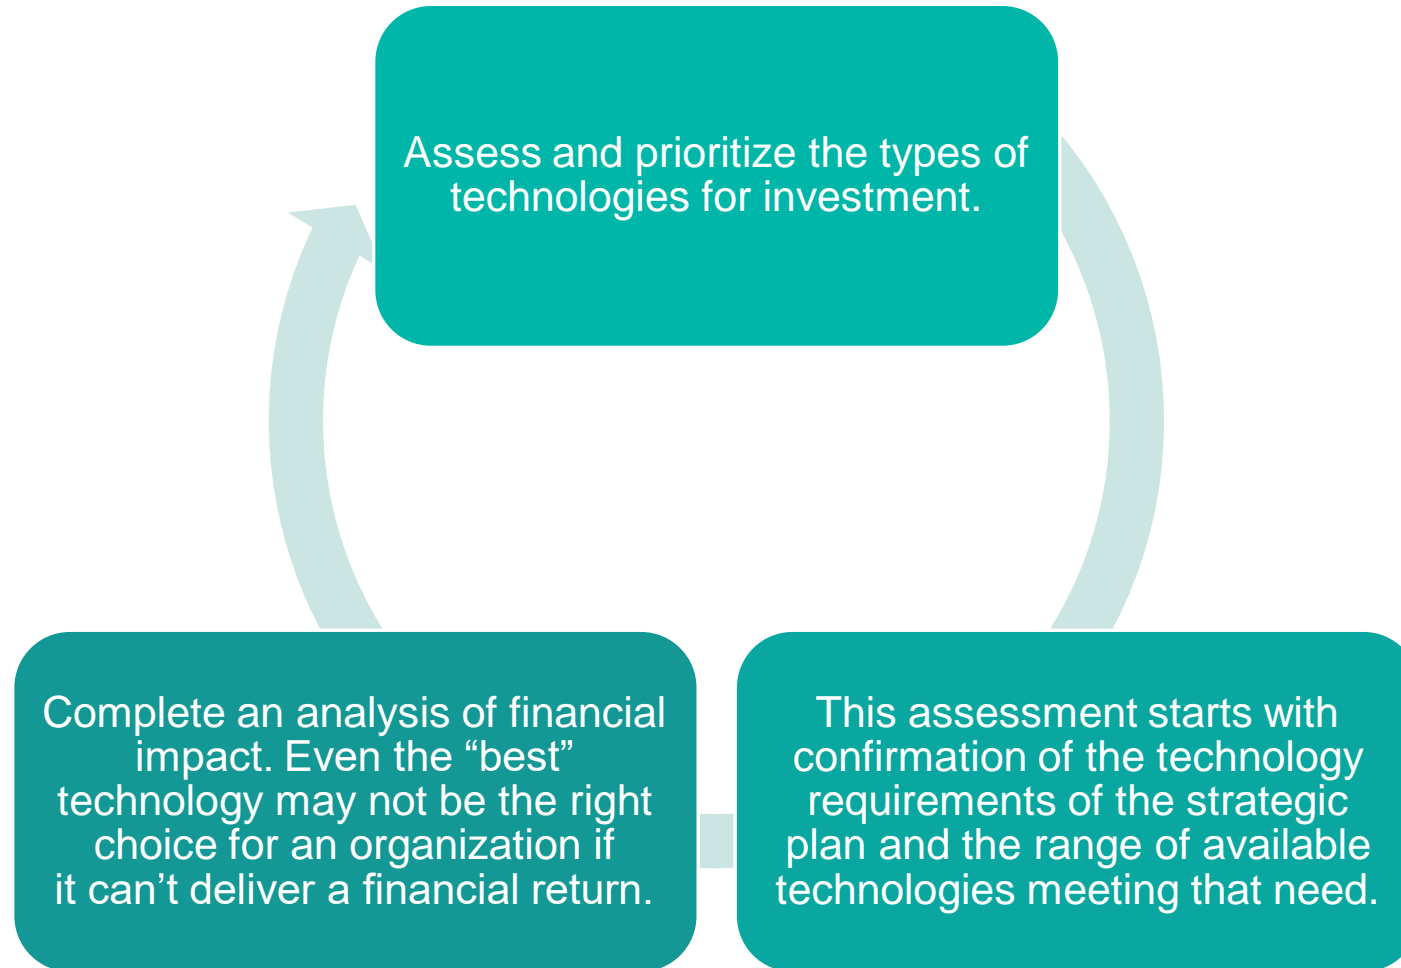 Assess and prioritize the types of
technologies for investment.
This assessment starts with
confirmation of the technology
requirements of the strategic
plan and the range of available
technologies meeting that need.
Complete an analysis of financial
impact. Even the “best”
technology may not be the right
choice for an organization if
it can’t deliver a financial return.